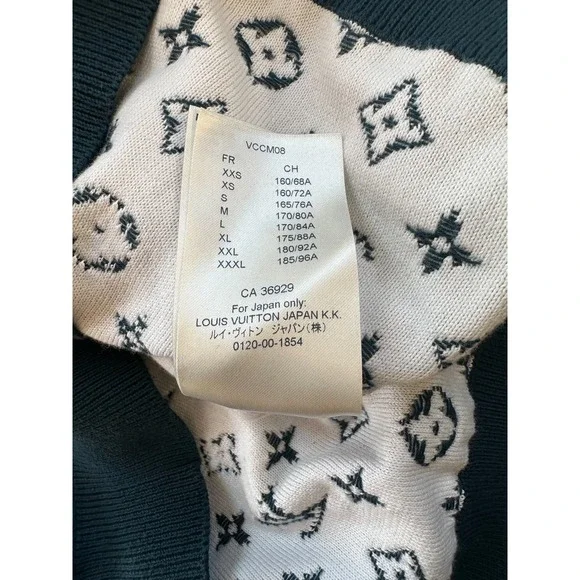 VCCM08
FR CH
XXS 160/68A
XS 160/72A
S 165/76A
M 170/80A
L 170/84A
XL 175/88A
XXL 180/92A
XXXL 185/96A
CA 36929
For Japan only:
LOUIS VUITTON JAPAN K.K.
ルイ・ヴィトン ジャパン(株)
0120-00-1854